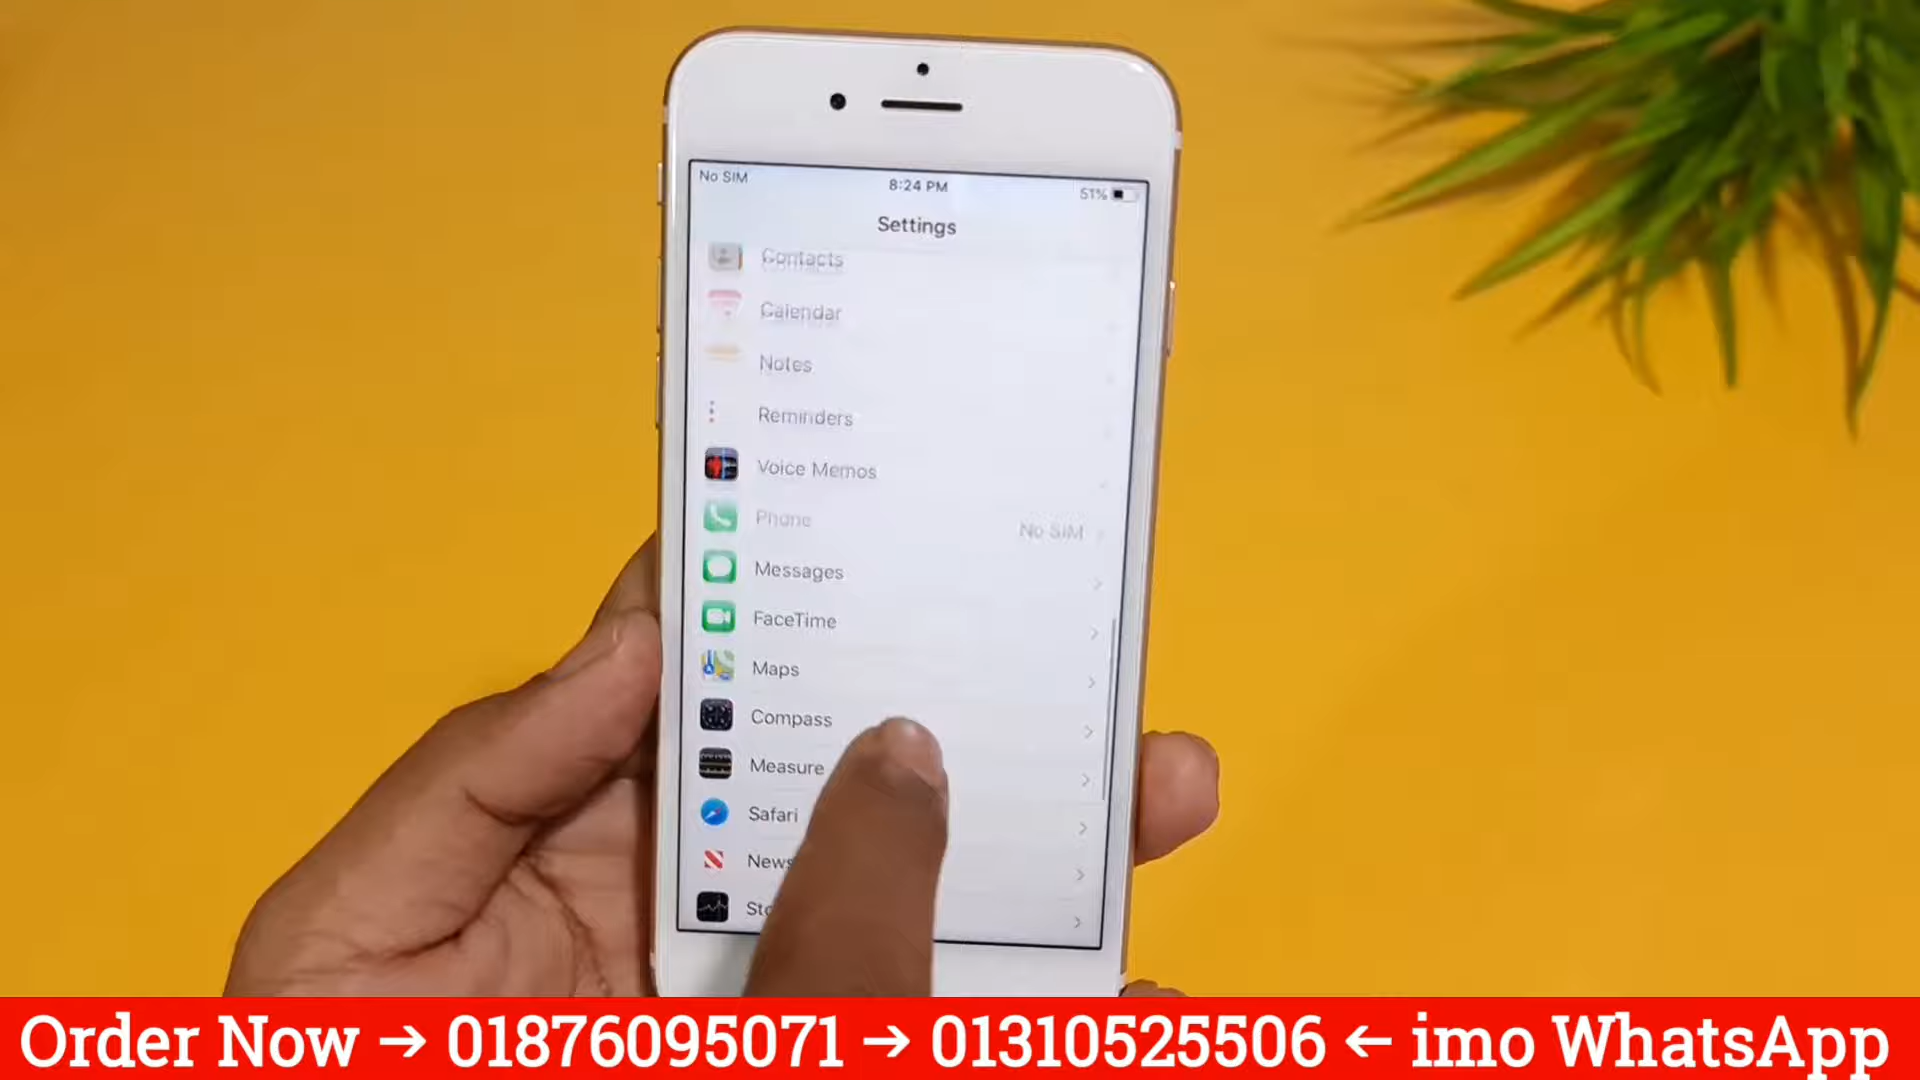 No SIM 8:24 PM 51%
Settings
Contacts
Calendar
Notes
Reminders
Voice Memos
Phone No SIM
Messages
FaceTime
Maps
Compass
Measure
Safari
News
Order Now → 01876095071 → 01310525506 ← imo WhatsApp